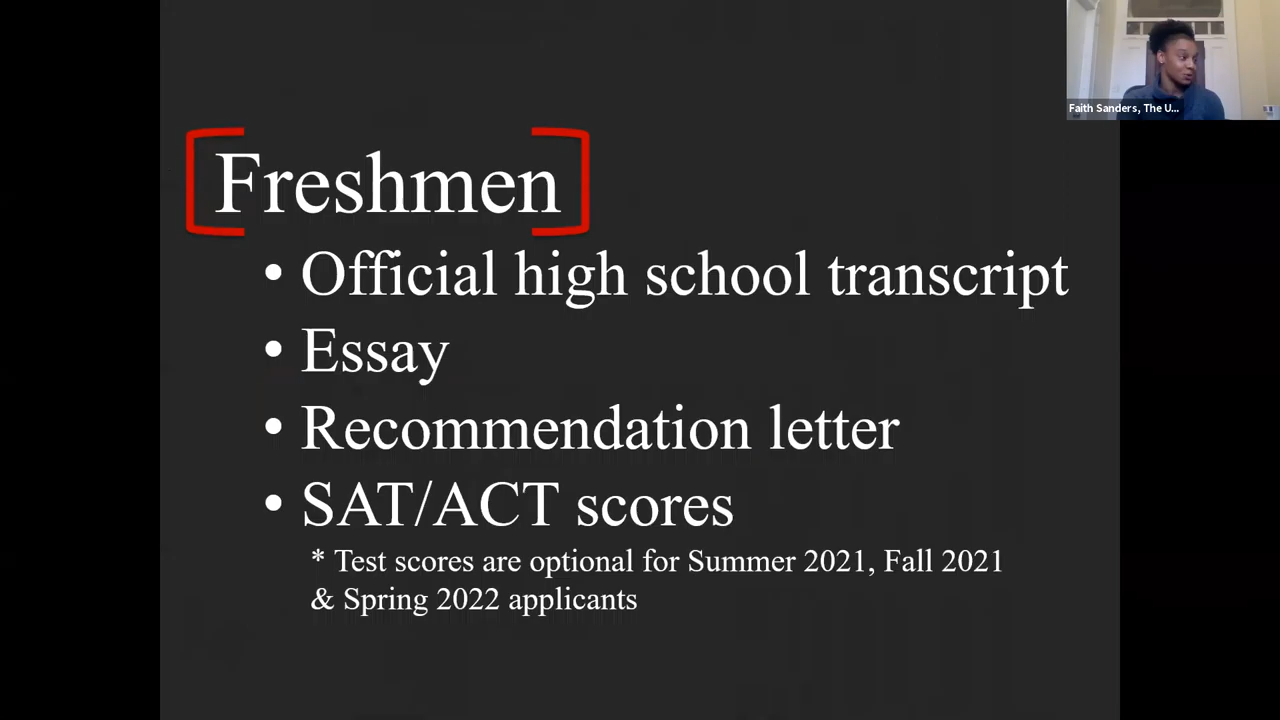 Faith Sanders, The U...
Freshmen
• Official high school transcript
• Essay
• Recommendation letter
• SAT/ACT scores
* Test scores are optional for Summer 2021, Fall 2021
& Spring 2022 applicants